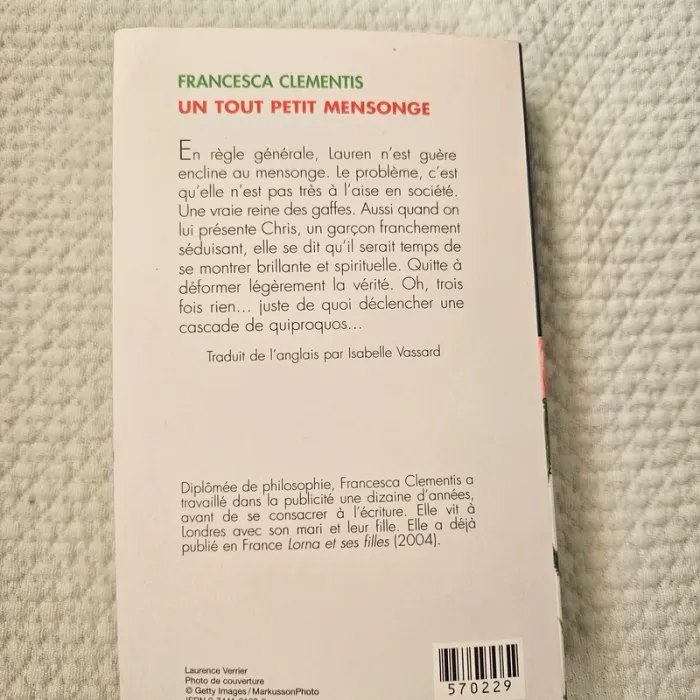 FRANCESCA CLEMENTIS
UN TOUT PETIT MENSONGE
En règle générale, Lauren n'est guère
encline au mensonge. Le problème, c'est
qu'elle n'est pas très à l'aise en société.
Une vraie reine des gaffes. Aussi quand on
lui présente Chris, un garçon franchement
séduisant, elle se dit qu'il serait temps de
se montrer brillante et spirituelle. Quitte à
déformer légèrement la vérité. Oh, trois
fois rien... juste de quoi déclencher une
cascade de quiproquos...
Traduit de l'anglais par Isabelle Vassard
Diplômée de philosophie, Francesca Clementis a
travaillé dans la publicité une dizaine d'années,
avant de se consacrer à l'écriture. Elle vit à
Londres avec son mari et leur fille. Elle a déjà
publié en France Lorna et ses filles (2004).
Laurence Verrier
Photo de couverture
© Getty Images / MarkussonPhoto
570229